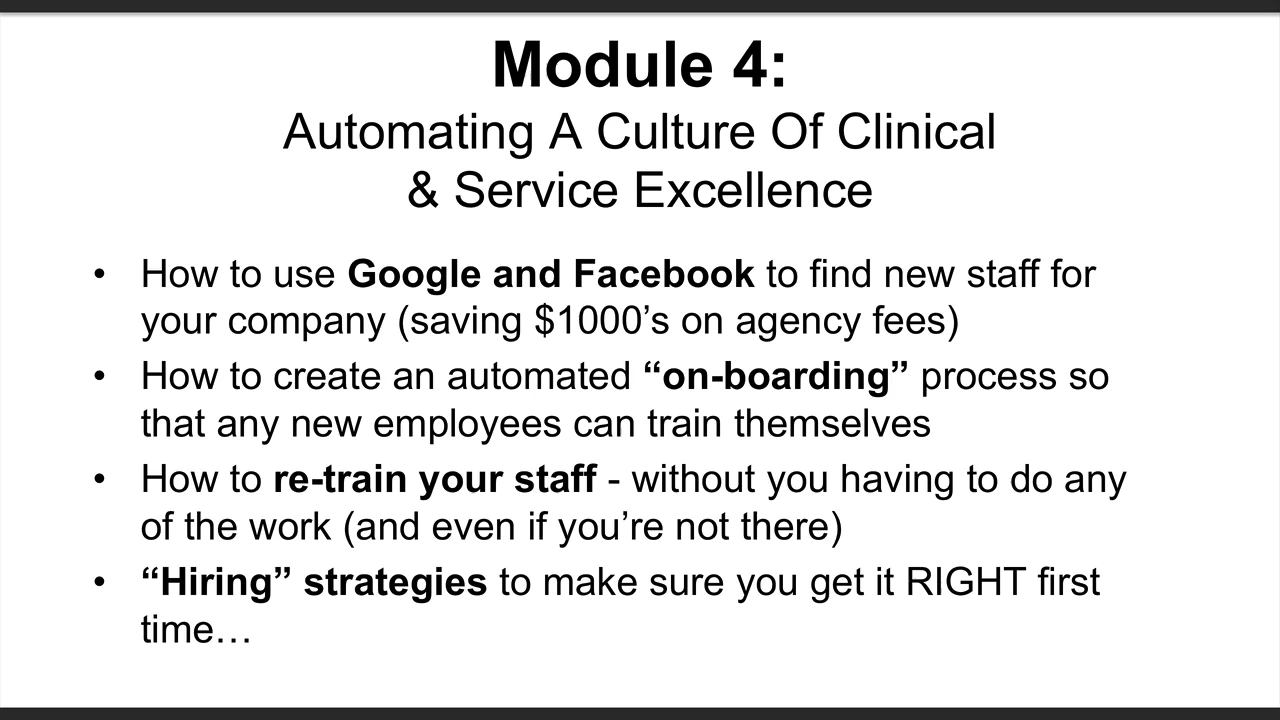 Module 4:
Automating A Culture Of Clinical
& Service Excellence
• How to use Google and Facebook to find new staff for
your company (saving $1000’s on agency fees)
• How to create an automated “on-boarding” process so
that any new employees can train themselves
• How to re-train your staff - without you having to do any
of the work (and even if you’re not there)
• “Hiring” strategies to make sure you get it RIGHT first
time…